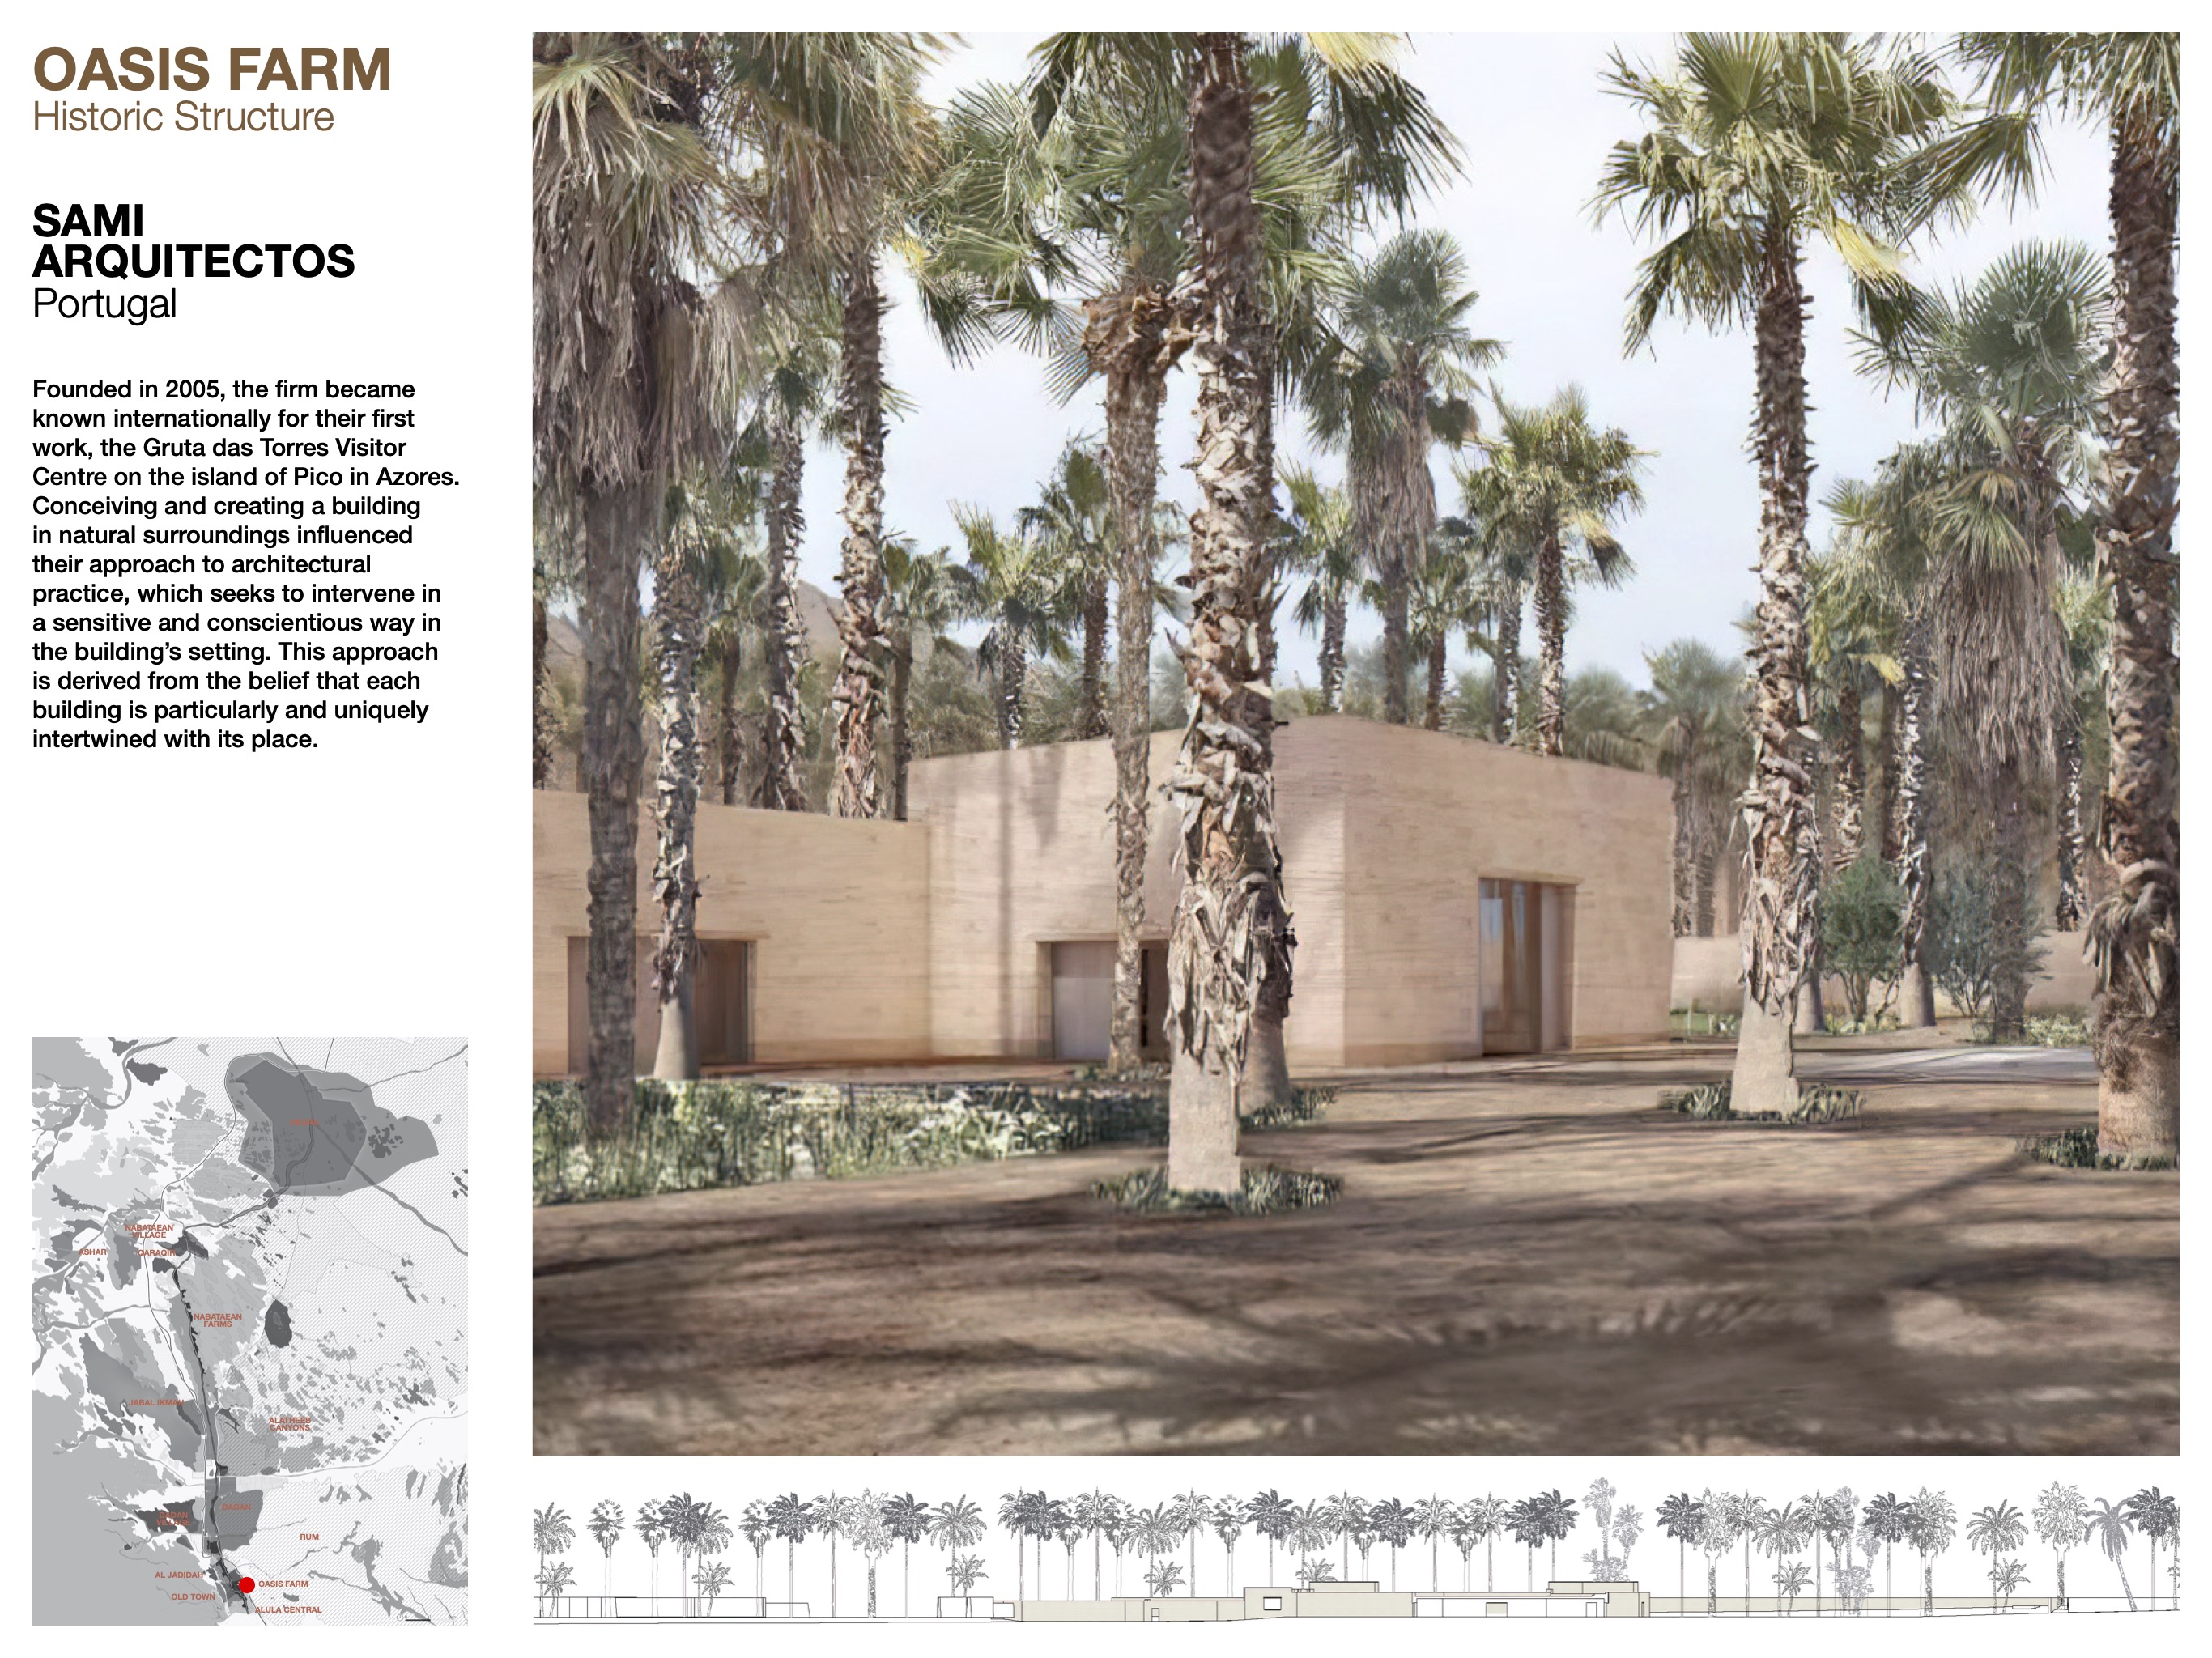 OASIS FARM
Historic Structure
SAMI
ARQUITECTOS
Portugal
Founded in 2005, the firm became
known internationally for their first
work, the Gruta das Torres Visitor
Centre on the island of Pico in Azores.
Conceiving and creating a building
in natural surroundings influenced
their approach to architectural
practice, which seeks to intervene in
a sensitive and conscientious way in
the building’s setting. This approach
is derived from the belief that each
building is particularly and uniquely
intertwined with its place.
NABATAEAN
VILLAGE
ASHAR
QARAQIR
NABATAEAN
FARMS
JABAL IKMAH
ALATHEEB
CANYONS
DADAN
DADAN
VILLAGE
RUM
AL JADIDAH
OASIS FARM
OLD TOWN
ALULA CENTRAL